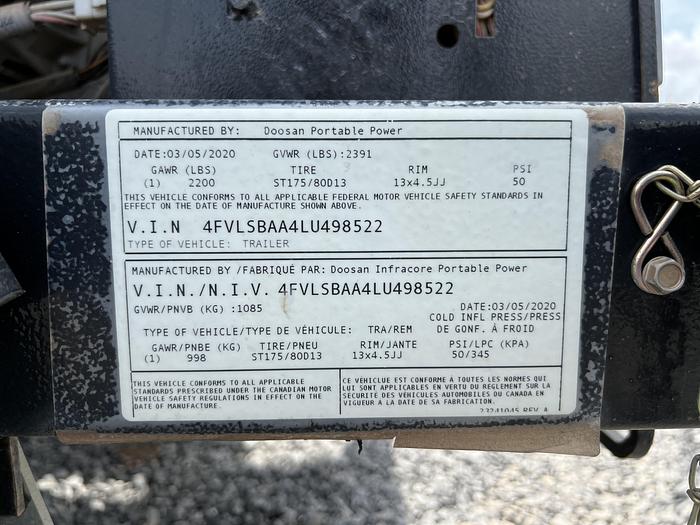 MANUFACTURED BY: Doosan Portable Power
DATE:03/05/2020 GVWR (LBS):2391
GAWR (LBS) TIRE RIM PSI
(1) 2200 ST175/80D13 13x4.5JJ 50
THIS VEHICLE CONFORMS TO ALL APPLICABLE FEDERAL MOTOR VEHICLE SAFETY STANDARDS IN
EFFECT ON THE DATE OF MANUFACTURE SHOWN ABOVE.
V.I.N 4FVLSBAA4LU498522
TYPE OF VEHICLE: TRAILER
MANUFACTURED BY /FABRIQUÉ PAR: Doosan Infracore Portable Power
V.I.N./N.I.V. 4FVLSBAA4LU498522
GVWR/PNVB (KG) :1085 DATE:03/05/2020
COLD INFL PRESS/PRESS
TYPE OF VEHICLE/TYPE DE VÉHICULE: TRA/REM DE GONF. À FROID
GAWR/PNBE (KG) TIRE/PNEU RIM/JANTE PSI/LPC (KPA)
(1) 998 ST175/80D13 13x4.5JJ 50/345
THIS VEHICLE CONFORMS TO ALL APPLICABLE
STANDARDS PRESCRIBED UNDER THE CANADIAN MOTOR
VEHICLE SAFETY REGULATIONS IN EFFECT ON THE
DATE OF MANUFACTURE.
CE VÉHICLUE EST CONFORME À TOUTES LES NORMES QUI
LUI SONT APPLICABLES EN VERTU DU RÈGLEMENT SUR LA
SÉCURITÉ DES VÉHICULES AUTOMOBILES DU CANADA EN
VIGUEUR À LA DATE DE SA FABRICATION.
23241045 REV A